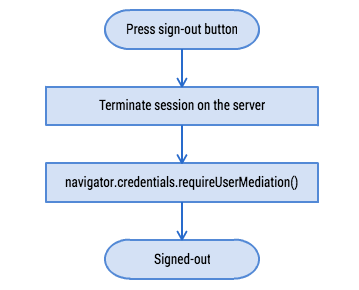 Press sign-out button
Terminate session on the server
navigator.credentials.requireUserMediation()
Signed-out